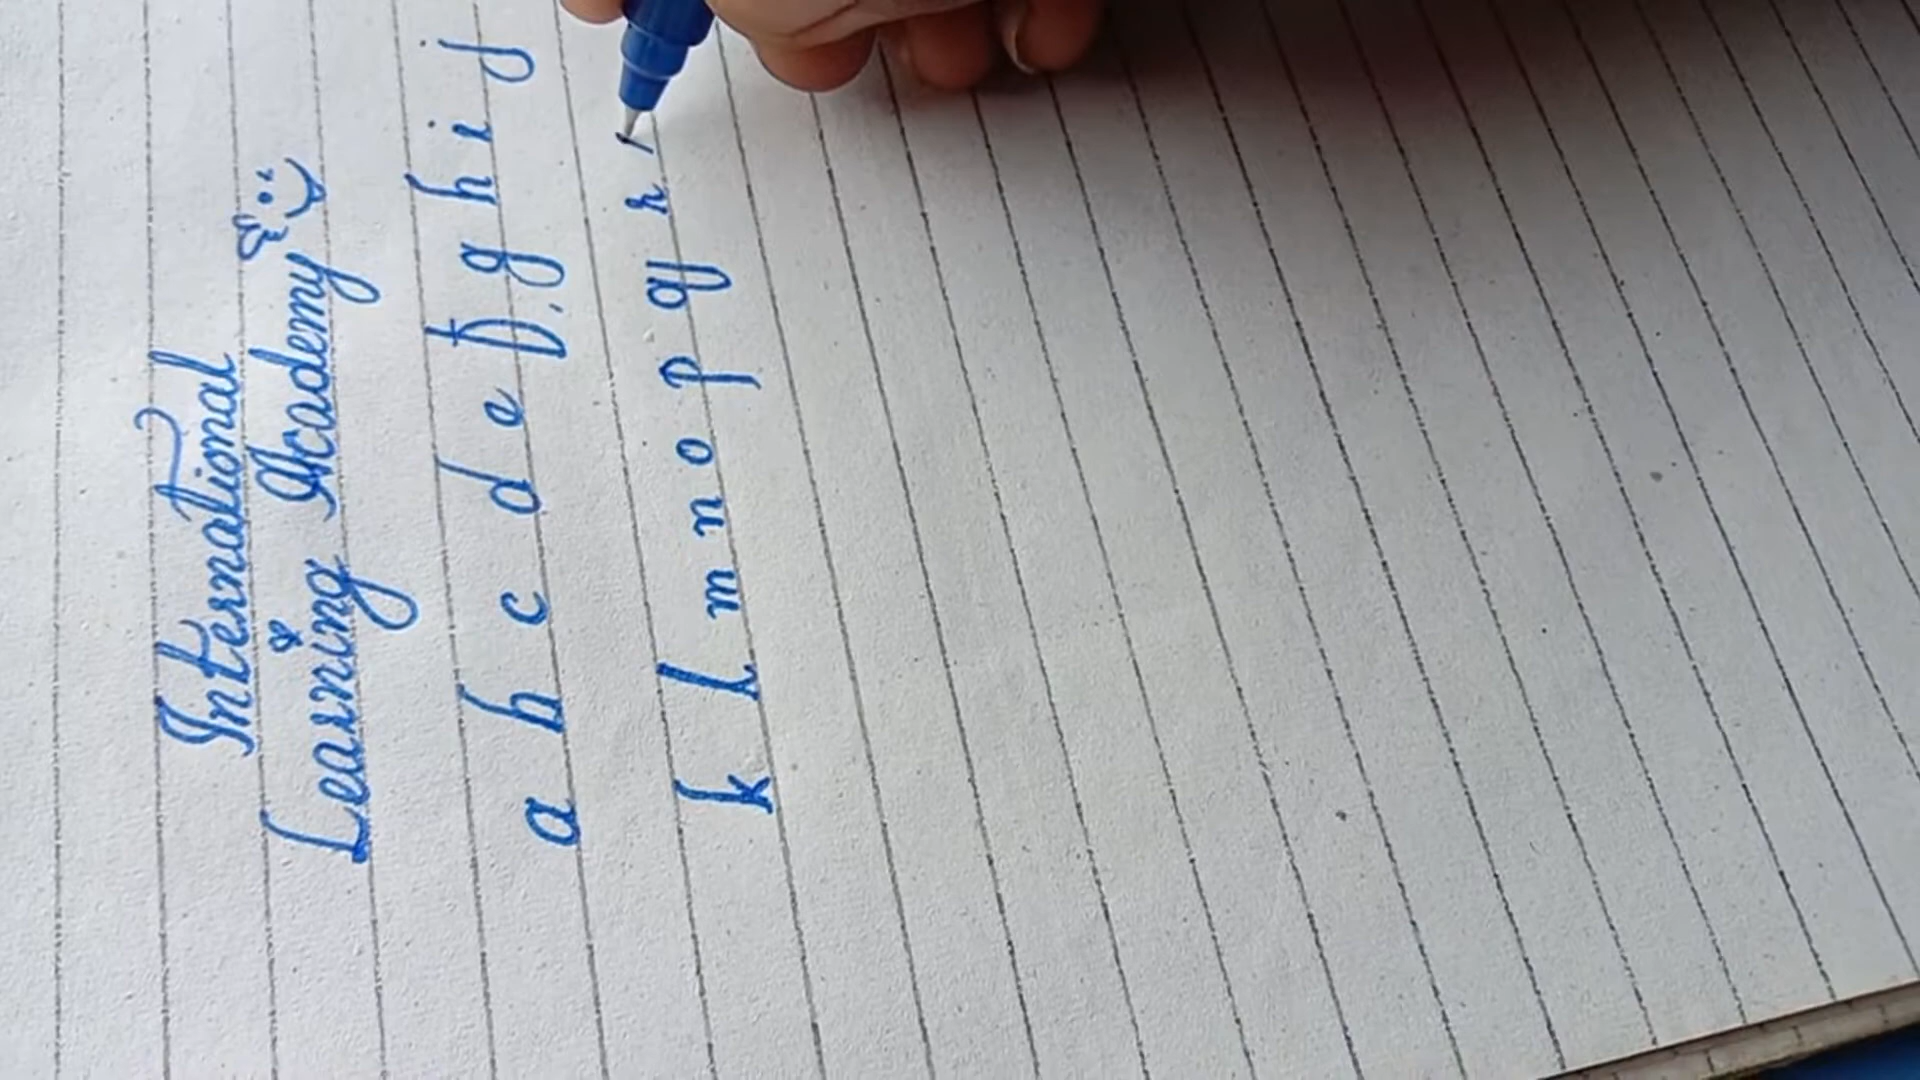 International
Learning Academy
a b c d e f g h i j
k l m n o p q r